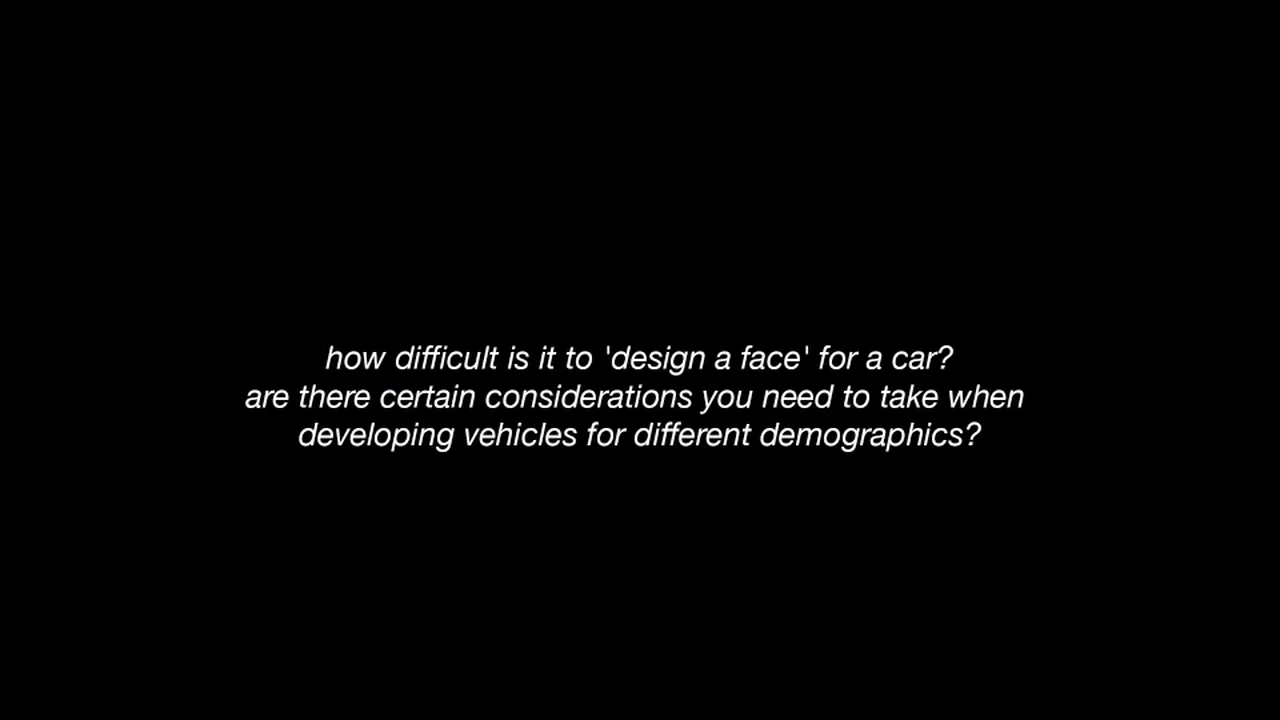 how difficult is it to 'design a face' for a car?
are there certain considerations you need to take when
developing vehicles for different demographics?